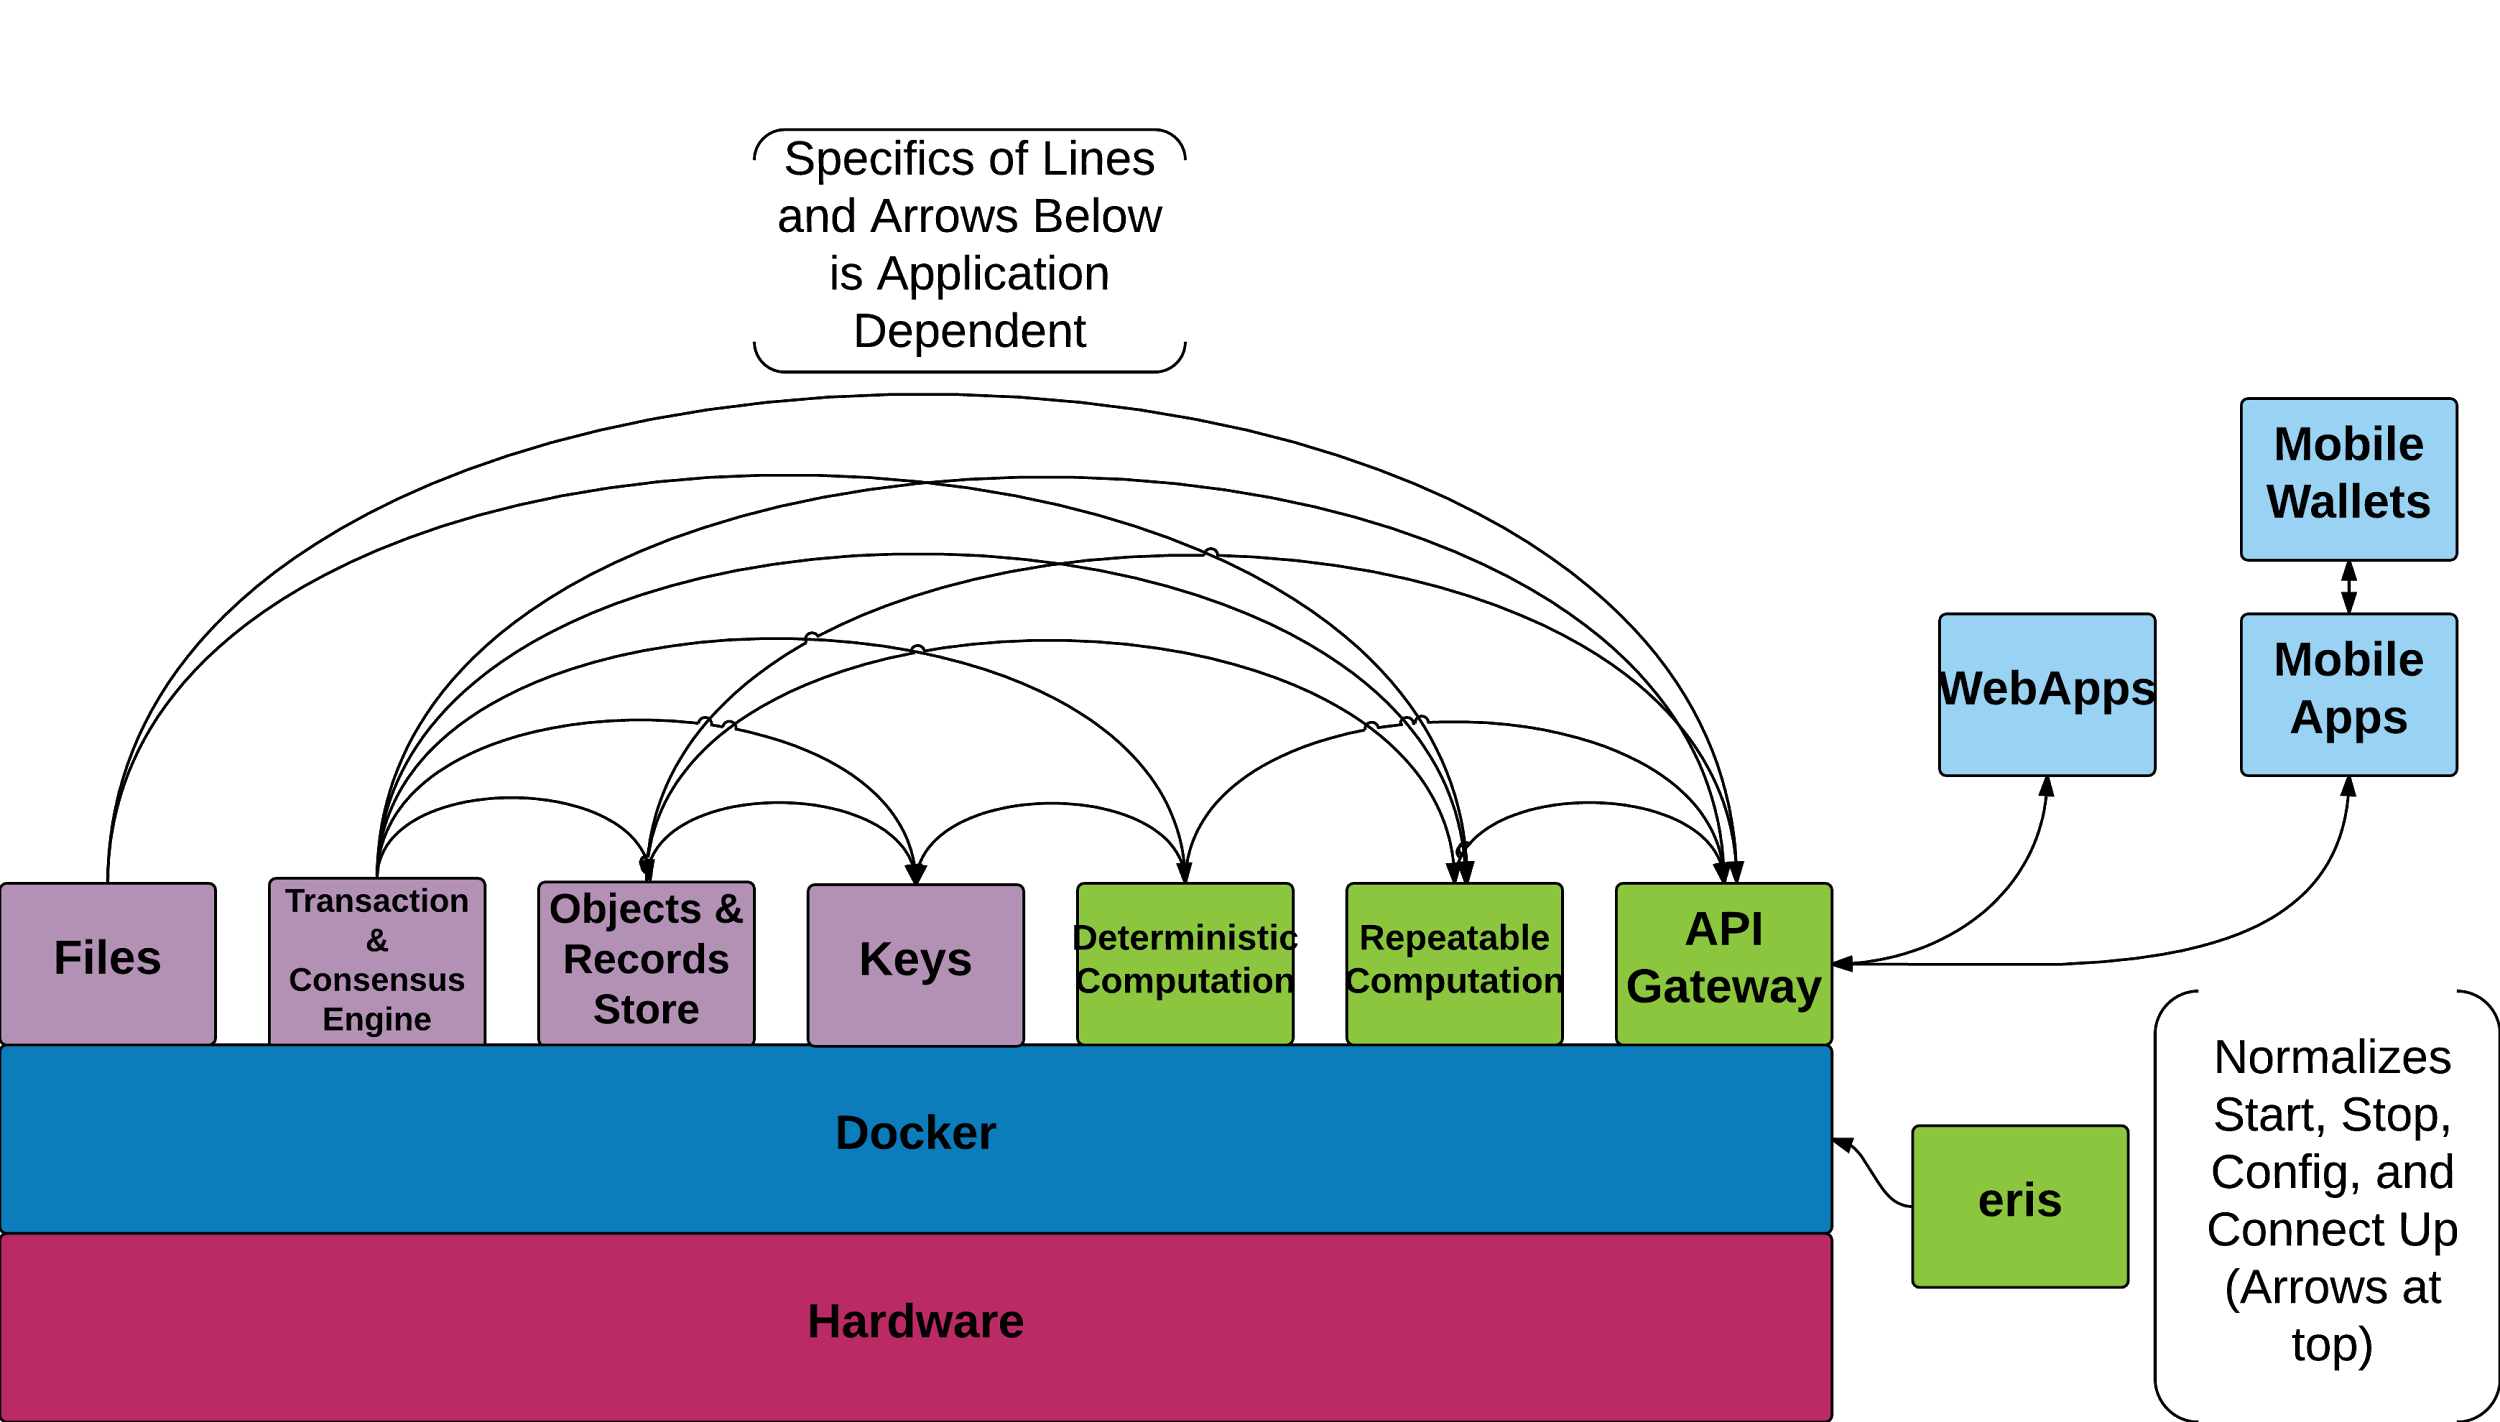 Specifics of Lines
and Arrows Below
is Application
Dependent
Mobile
Wallets
WebApps
Mobile
Apps
Files
Transaction
&
Consensus
Engine
Objects &
Records
Store
Keys
Deterministic
Computation
Repeatable
Computation
API
Gateway
Docker
Hardware
eris
Normalizes
Start, Stop,
Config, and
Connect Up
(Arrows at
top)